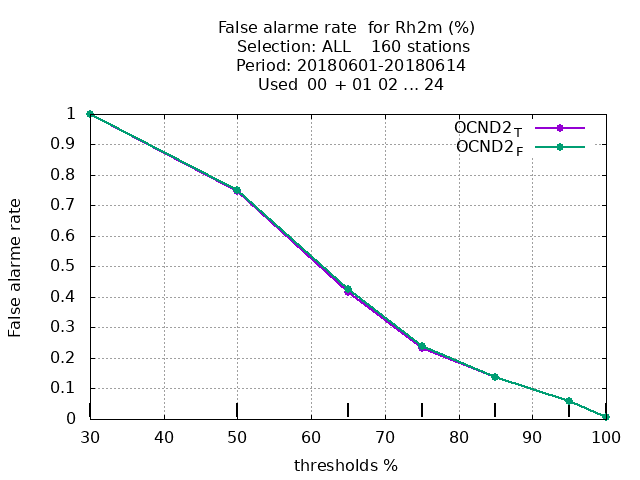 False alarme rate  for Rh2m (%)
Selection: ALL    160 stations
Period: 20180601-20180614
Used  00  + 01 02 ... 24
OCND2T
OCND2F
1
0.9
0.8
0.7
0.6
0.5
0.4
0.3
0.2
0.1
0
False alarme rate
30 40 50 60 70 80 90 100
thresholds %